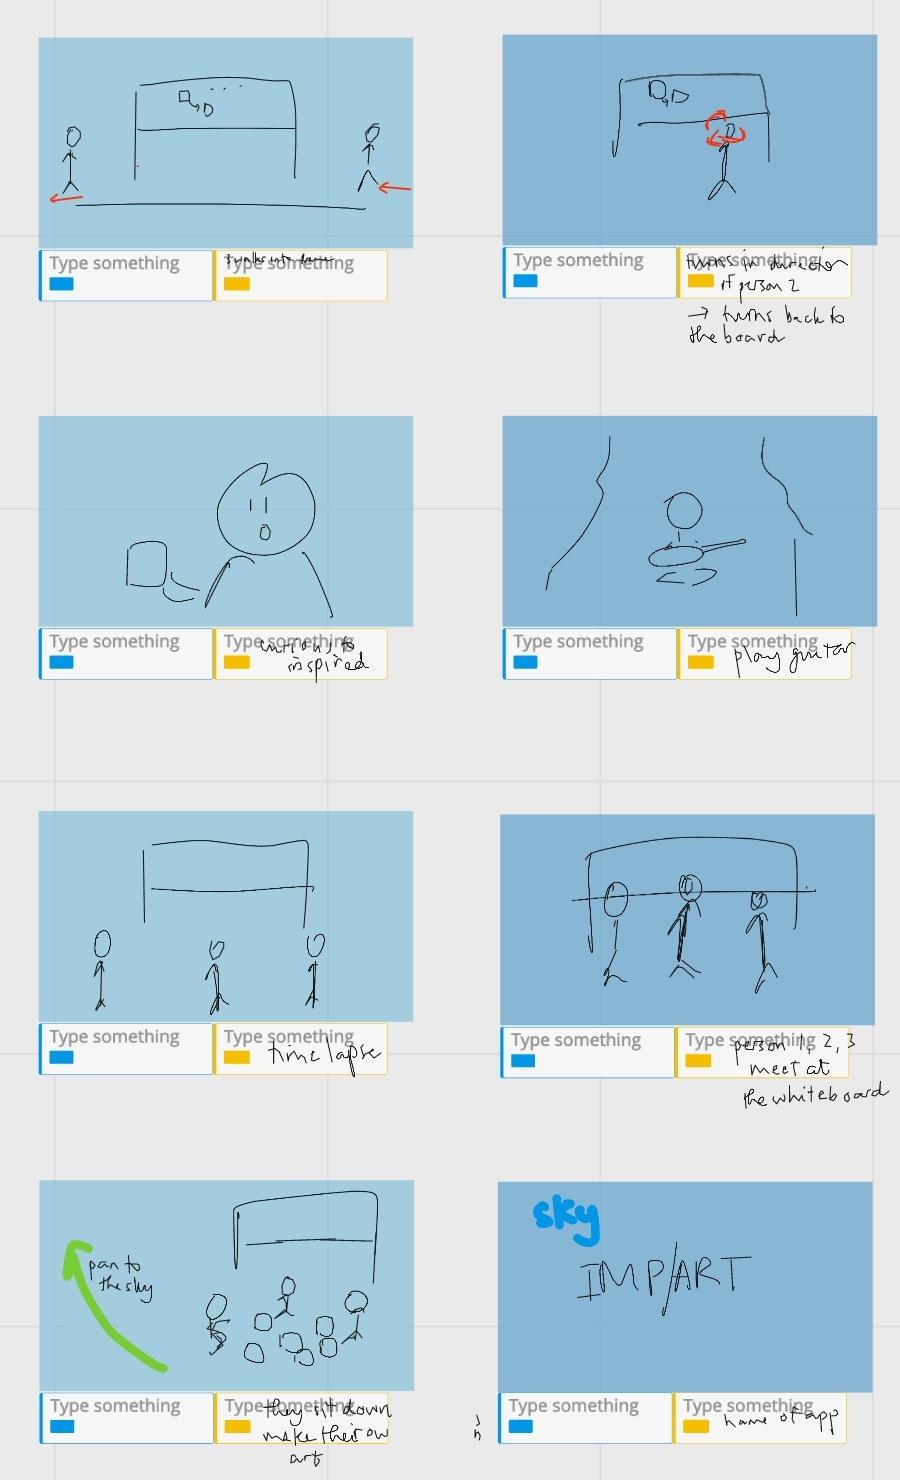 Type something
Type something
walks into frame
Type something
Type something
turns in direction
of person 2
→ turns back to
the board
Type something
Type something
curious to
inspired
Type something
Type something
play guitar
Type something
Type something
time lapse
Type something
Type something
person 1, 2, 3
meet at
the whiteboard
pan to
the sky
sky
IMP/ART
Type something
Type something
they sit down
make their ow
art
Type something
Type something
name of app